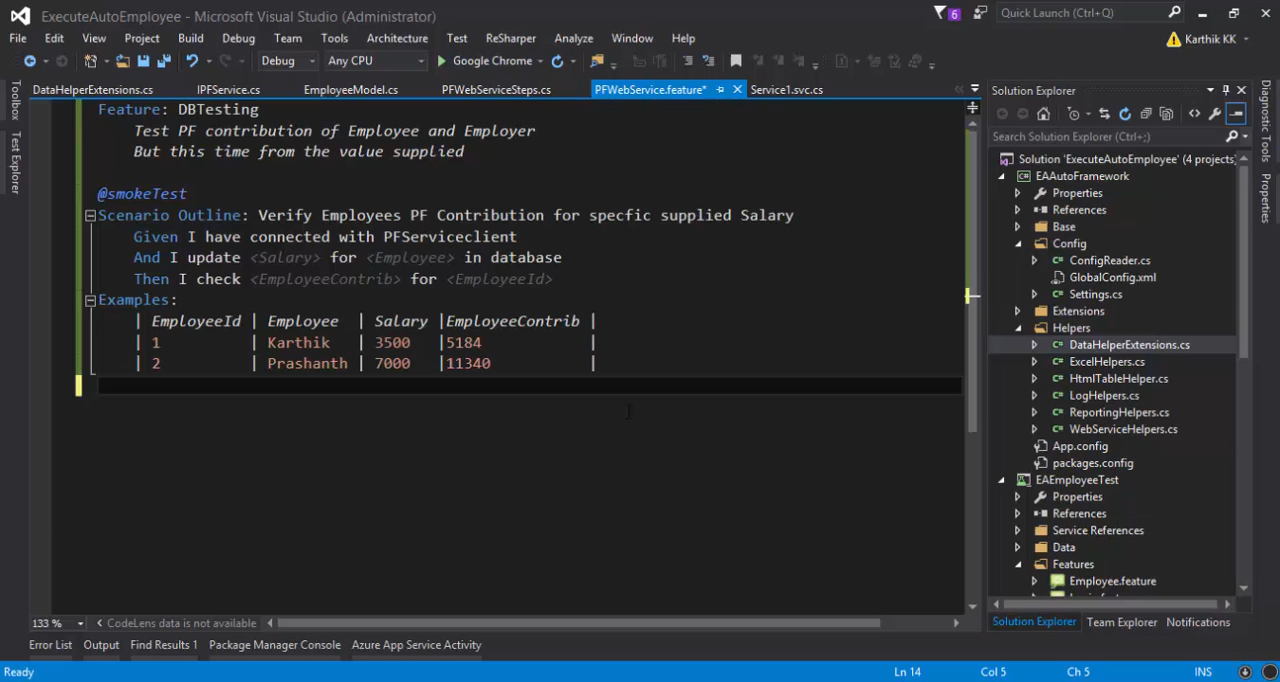 ExecuteAutoEmployee - Microsoft Visual Studio (Administrator)
6
Quick Launch (Ctrl+Q)
File Edit View Project Build Debug Team Tools Architecture Test ReSharper Analyze Window Help
Karthik KK
Debug Any CPU Google Chrome
DataHelperExtensions.cs IPFService.cs EmployeeModel.cs PFWebServiceSteps.cs PFWebService.feature* Service1.svc.cs
Toolbox
Test Explorer
Feature: DBTesting
Test PF contribution of Employee and Employer
But this time from the value supplied
@smokeTest
Scenario Outline: Verify Employees PF Contribution for specfic supplied Salary
Given I have connected with PFServiceclient
And I update <Salary> for <Employee> in database
Then I check <EmployeeContrib> for <EmployeeId>
Examples:
| EmployeeId | Employee | Salary |EmployeeContrib |
| 1 | Karthik | 3500 |5184 |
| 2 | Prashanth | 7000 |11340 |
133 %
CodeLens data is not available
Solution Explorer
Search Solution Explorer (Ctrl+;)
Solution 'ExecuteAutoEmployee' (4 projects)
EAAutoFramework
Properties
References
Base
Config
ConfigReader.cs
GlobalConfig.xml
Settings.cs
Extensions
Helpers
DataHelperExtensions.cs
ExcelHelpers.cs
HtmlTableHelper.cs
LogHelpers.cs
ReportingHelpers.cs
WebServiceHelpers.cs
App.config
packages.config
EAEmployeeTest
Properties
References
Service References
Data
Features
Employee.feature
Solution Explorer Team Explorer Notifications
Diagnostic Tools
Properties
Error List Output Find Results 1 Package Manager Console Azure App Service Activity
Ready Ln 14 Col 5 Ch 5 INS